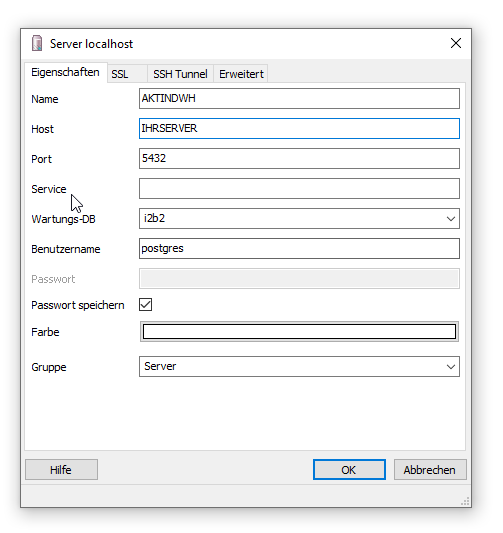 Server localhost
Eigenschaften SSL SSH Tunnel Erweitert
Name AKTINDWH
Host IHRSERVER
Port 5432
Service
Wartungs-DB i2b2
Benutzername postgres
Passwort
Passwort speichern
Farbe
Gruppe Server
Hilfe OK Abbrechen